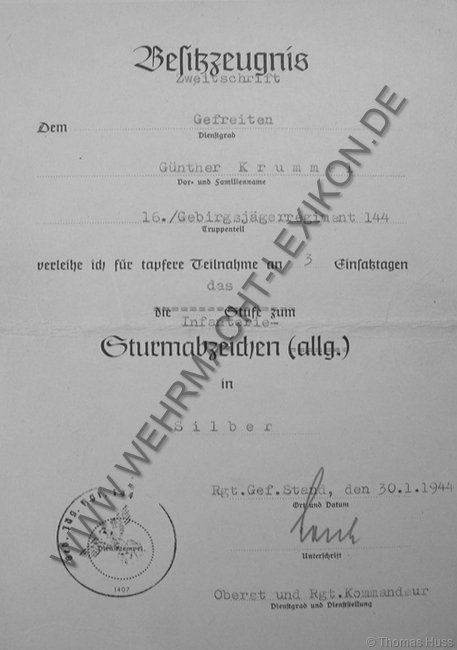 Besitzzeugnis
Zweitschrift
Dem Gefreiten
Dienstgrad
Günther Krumm
Vor- und Familienname
16./Gebirgsjägerregiment 144
Truppenteil
verleihe ich für tapfere Teilnahme an 3 Einsatztagen
das
die Stufe zum
Infanterie-
Sturmabzeichen (allg.)
in
Silber
Rgt.Gef.Stand, den 30.1.1944
Ort und Datum
Dienststempel
Unterschrift
1407
Oberst und Rgt.Kommandeur
Dienstgrad und Dienststellung
WWW.WEHRMACHT-LEXIKON.DE
© Thomas Huss